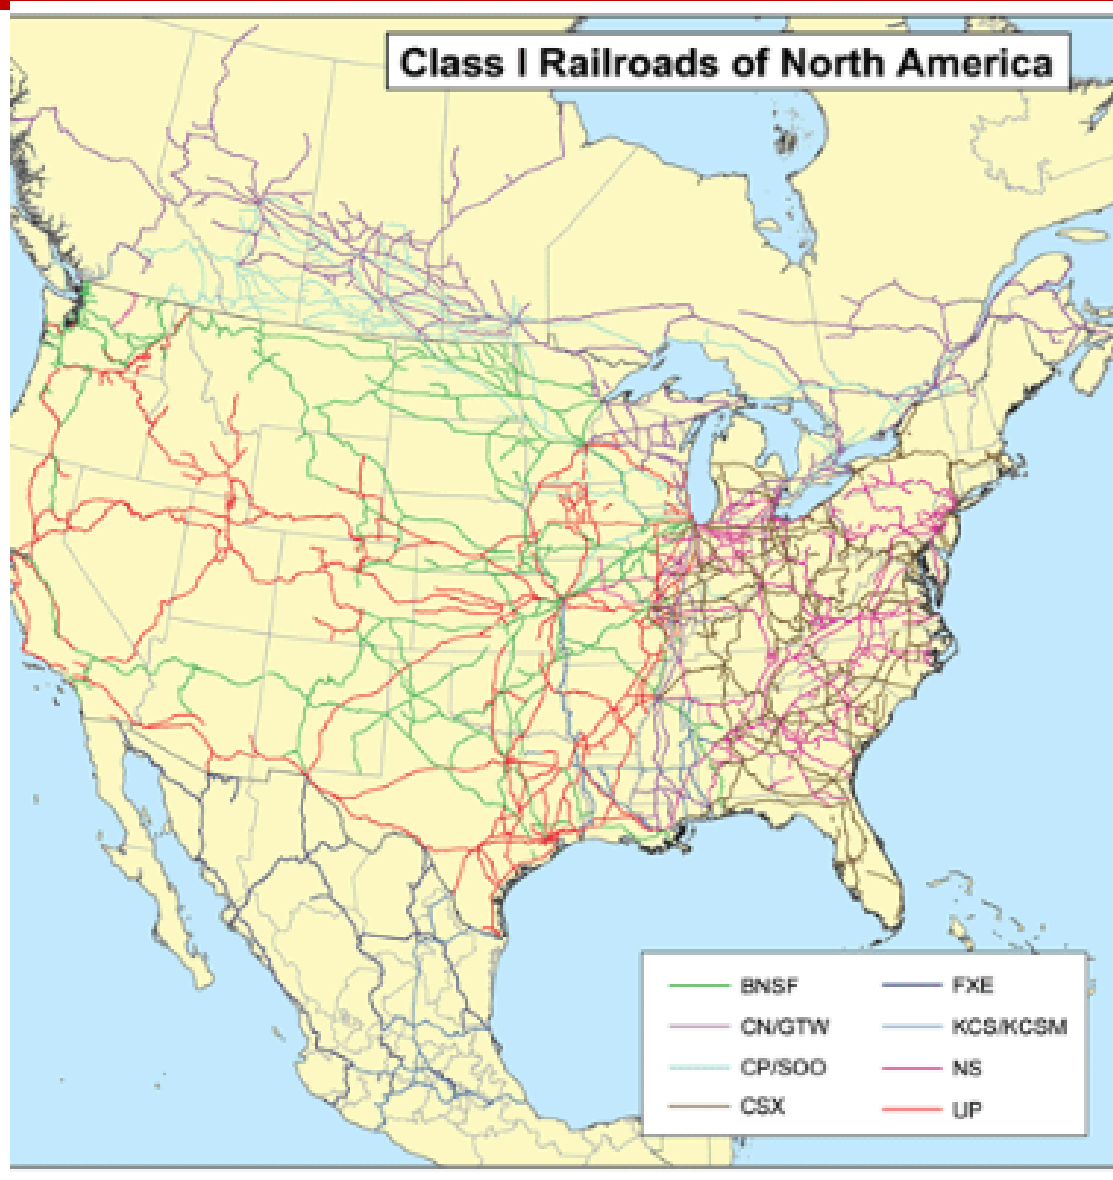 Class I Railroads of North America
BNSF
CN/GTW
CP/SOO
CSX
FXE
KCS/KCSM
NS
UP